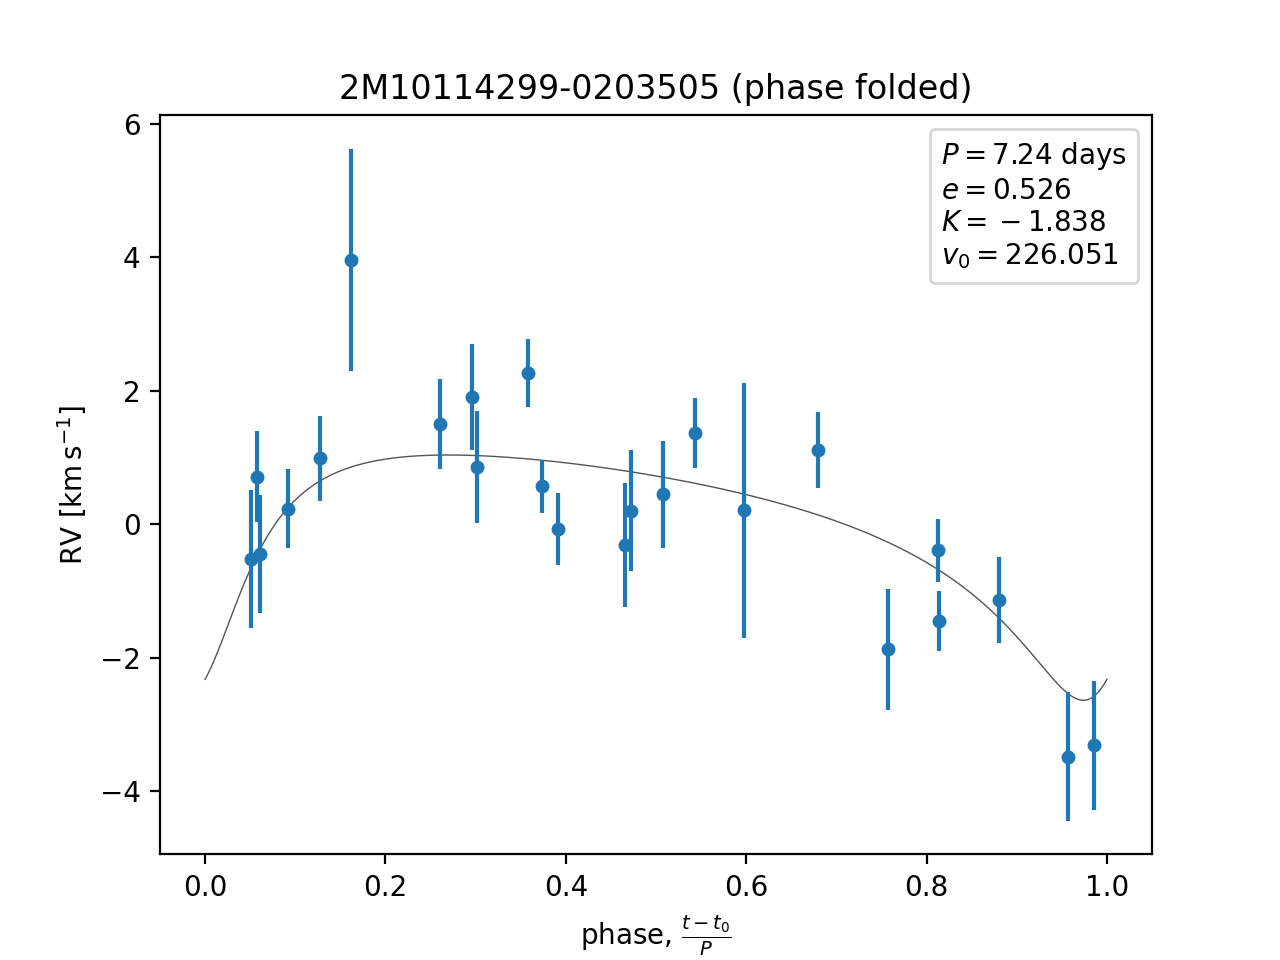 2M10114299-0203505 (phase folded)
P = 7.24 days
e = 0.526
K = −1.838
v₀ = 226.051
RV [km s⁻¹]
6
4
2
0
−2
−4
0.0 0.2 0.4 0.6 0.8 1.0
phase, (t − t₀)/P